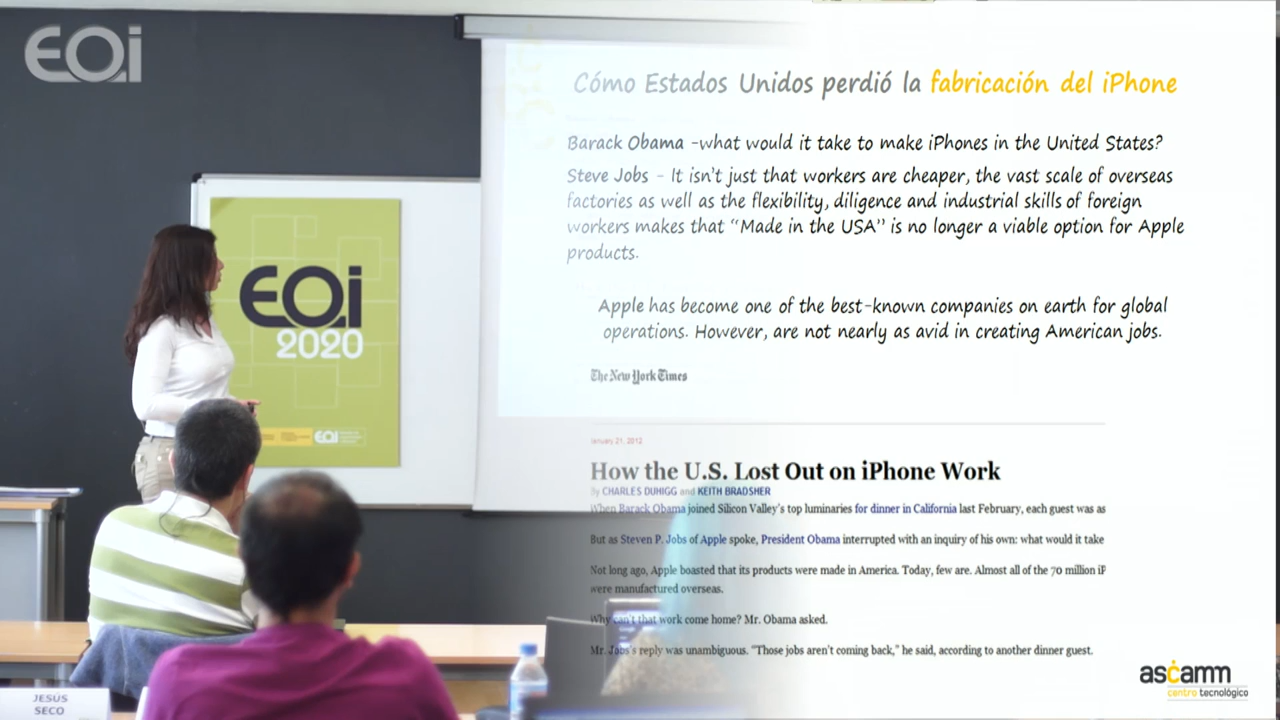 EOi
Cómo Estados Unidos perdió la fabricación del iPhone
Barack Obama -what would it take to make iPhones in the United States?
Steve Jobs - It isn't just that workers are cheaper, the vast scale of overseas
factories as well as the flexibility, diligence and industrial skills of foreign
workers makes that "Made in the USA" is no longer a viable option for Apple
products.
Apple has become one of the best-known companies on earth for global
operations. However, are not nearly as avid in creating American jobs.
The New York Times
EOi
2020
EOi
January 21, 2012
How the U.S. Lost Out on iPhone Work
By CHARLES DUHIGG and KEITH BRADSHER
When Barack Obama joined Silicon Valley's top luminaries for dinner in California last February, each guest was as
But as Steven P. Jobs of Apple spoke, President Obama interrupted with an inquiry of his own: what would it take
Not long ago, Apple boasted that its products were made in America. Today, few are. Almost all of the 70 million iP
were manufactured overseas.
Why can't that work come home? Mr. Obama asked.
Mr. Jobs's reply was unambiguous. "Those jobs aren't coming back," he said, according to another dinner guest.
JESÚS
SECO
ascamm
centro tecnológico